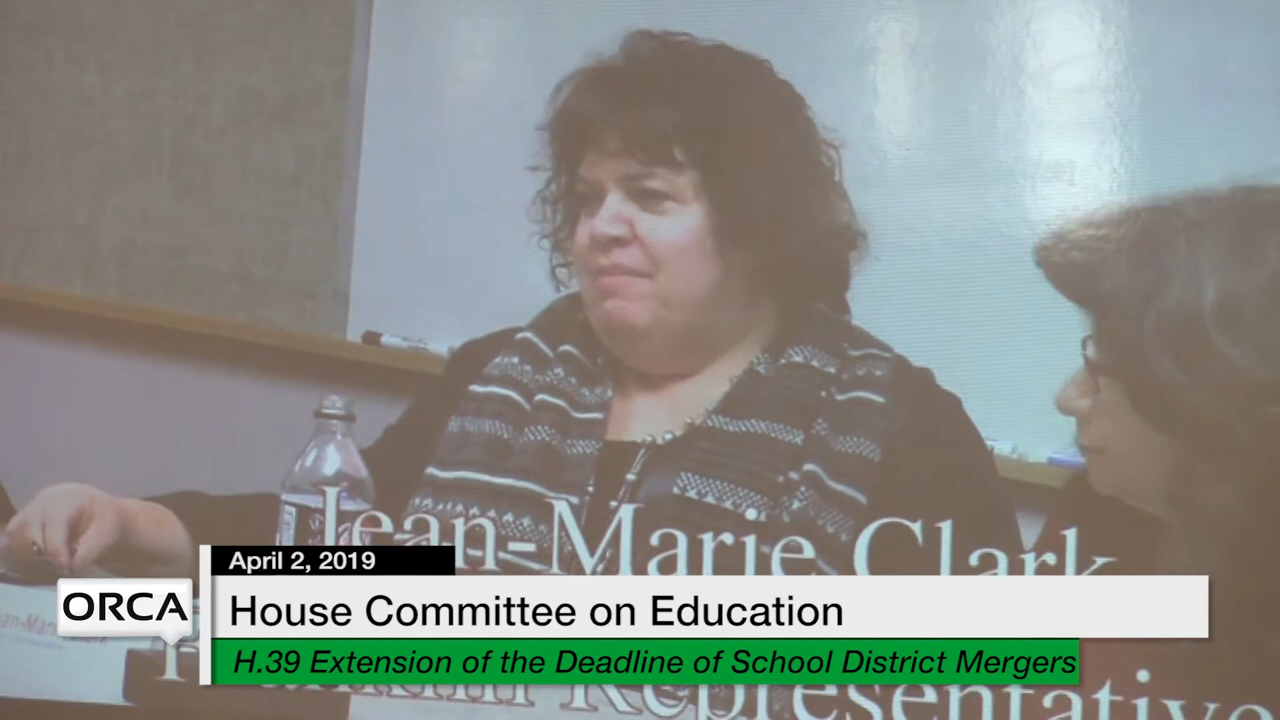 Jean-Marie Clark
April 2, 2019
ORCA
House Committee on Education
H.39 Extension of the Deadline of School District Mergers
Representative